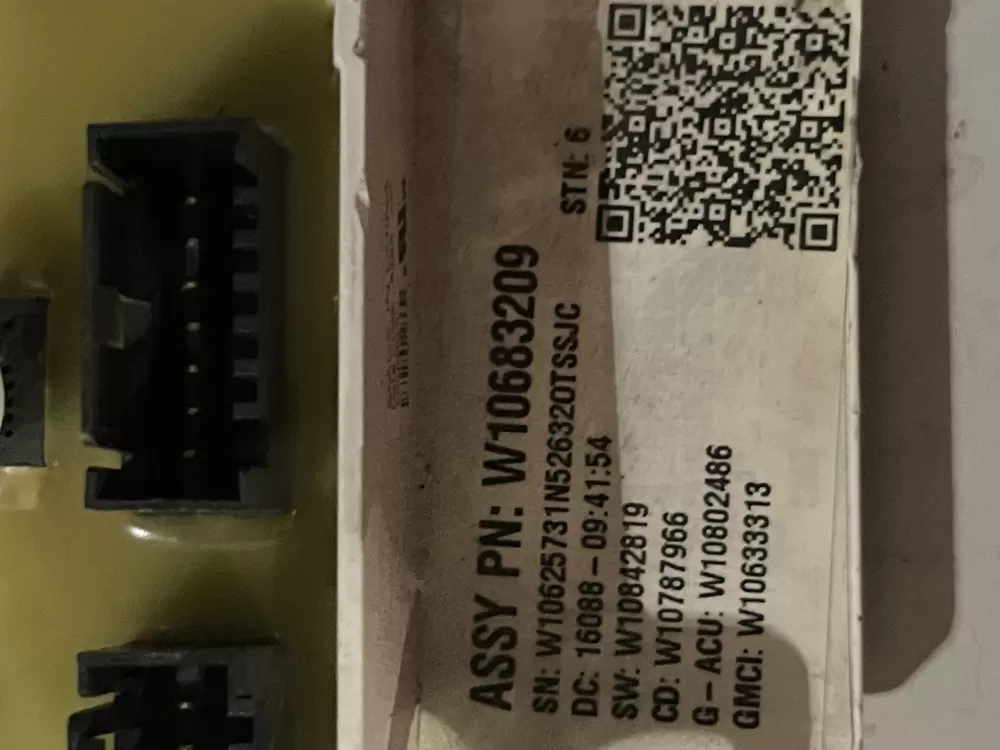 STN: 6
ASSY PN: W10683209
SN: W10625731N526320TSSJC
DC: 16088 – 09:41:54
SW: W10842819
CD: W10787966
G – ACU: W10802486
GMCI: W10633313